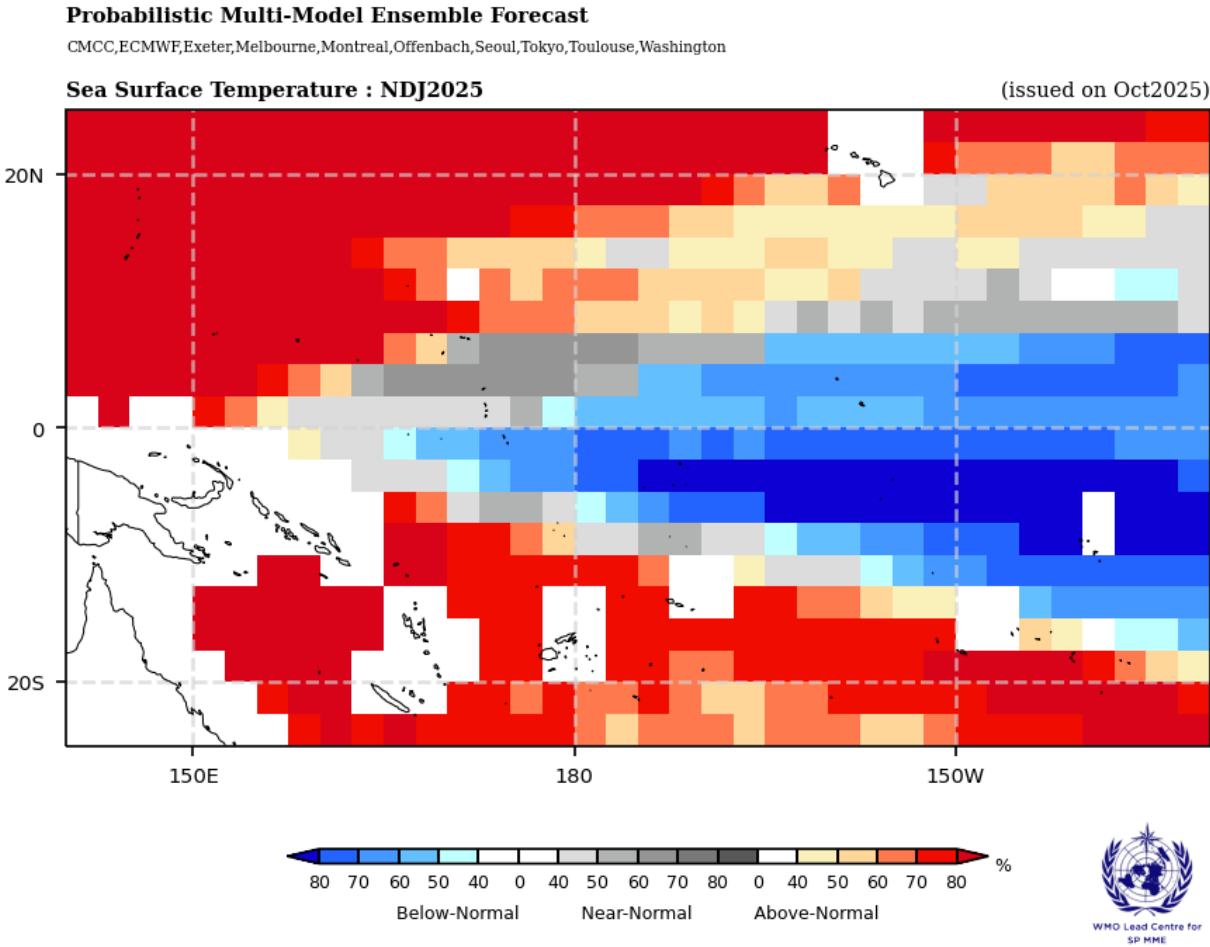 Probabilistic Multi-Model Ensemble Forecast
CMCC,ECMWF,Exeter,Melbourne,Montreal,Offenbach,Seoul,Tokyo,Toulouse,Washington
Sea Surface Temperature : NDJ2025 (issued on Oct2025)
20N
0
20S
150E 180 150W
80 70 60 50 40 0 40 50 60 70 80 0 40 50 60 70 80 %
Below-Normal Near-Normal Above-Normal
WMO Lead Centre for
SP MME